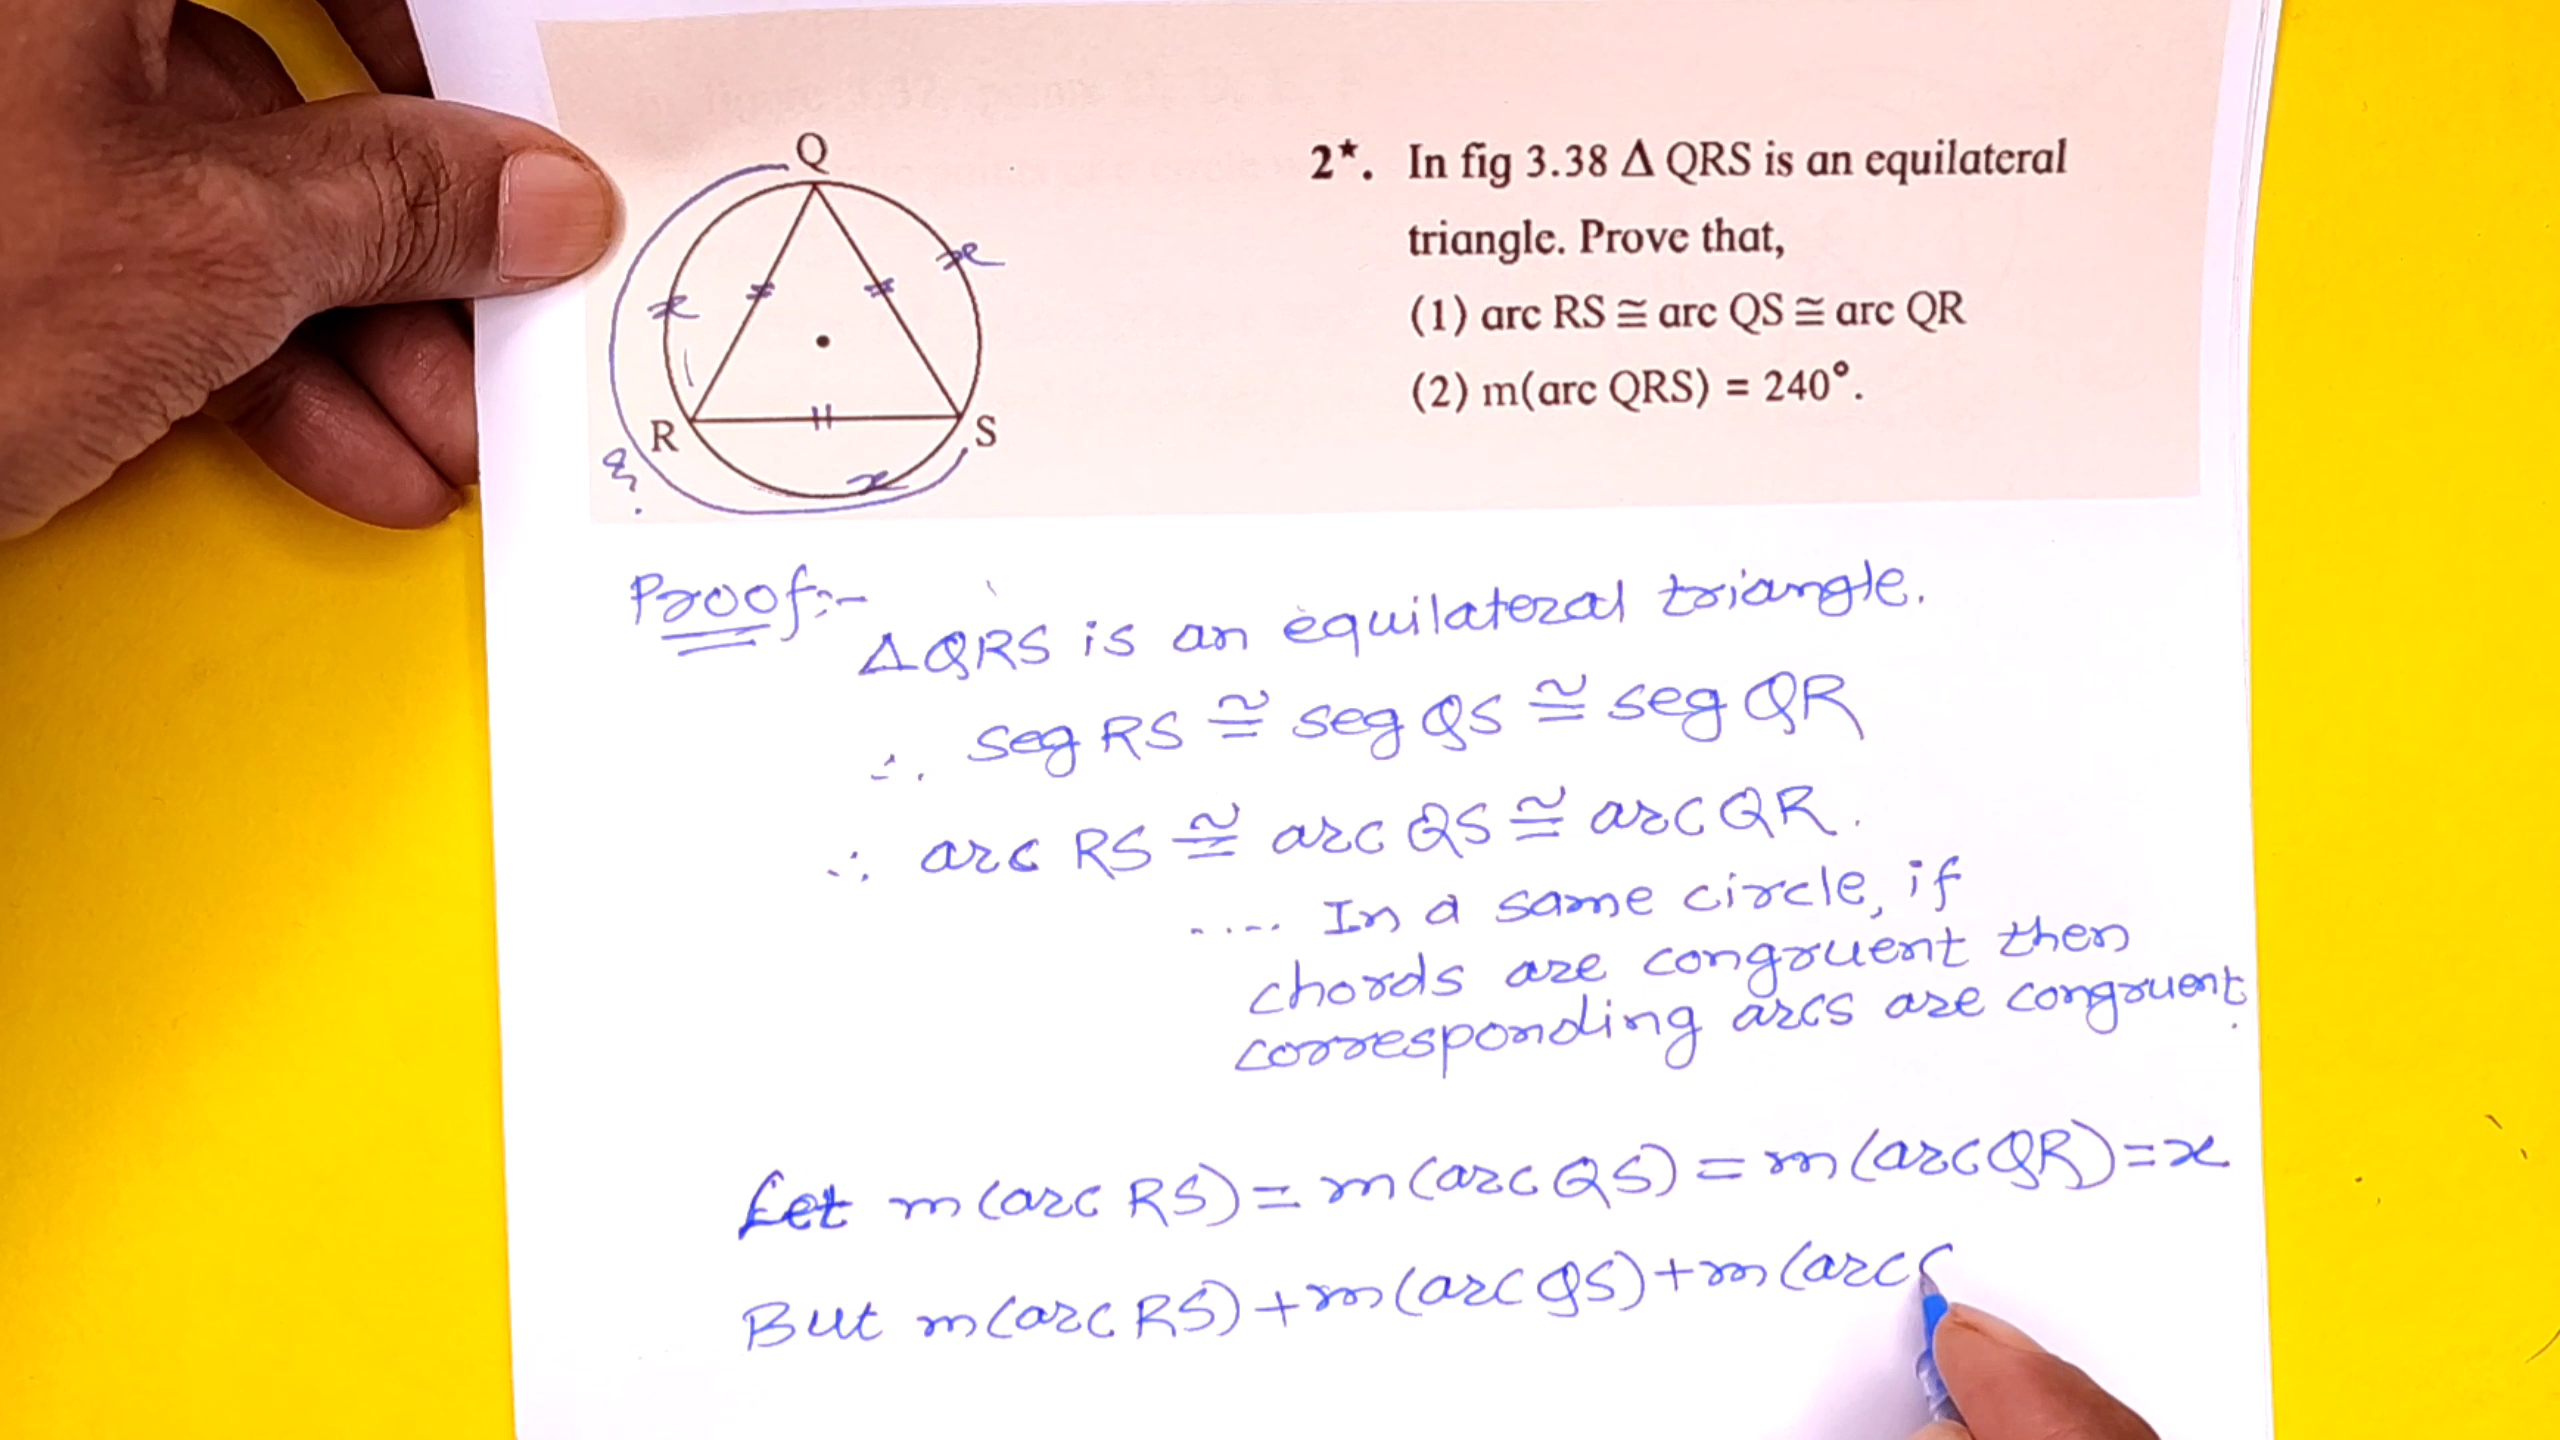 Q
x
x
R
S
x
?
2*. In fig 3.38 Δ QRS is an equilateral
triangle. Prove that,
(1) arc RS ≅ arc QS ≅ arc QR
(2) m(arc QRS) = 240°.
Proof:-
ΔQRS is an equilateral triangle.
∴ seg RS ≅ seg QS ≅ seg QR
∴ arc RS ≅ arc QS ≅ arc QR.
.... In a same circle, if
chords are congruent then
corresponding arcs are congruent.
Let m(arc RS) = m(arc QS) = m(arc QR) = x
But m(arc RS) + m(arc QS) + m(arc